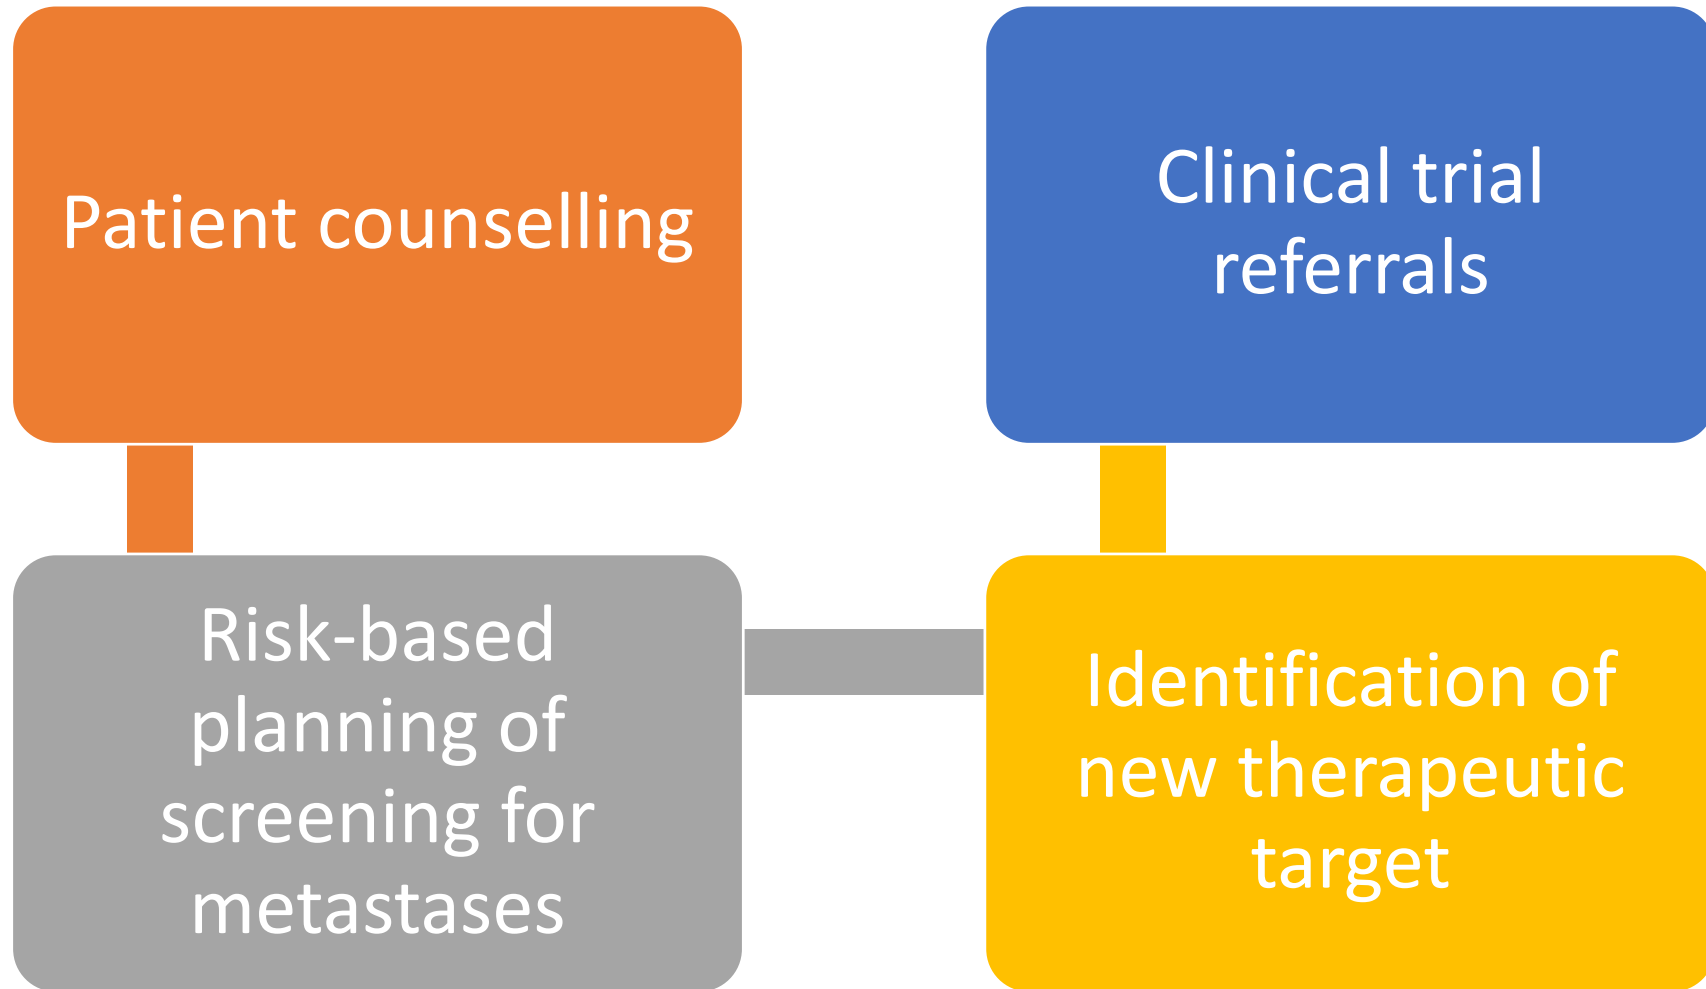 Patient counselling
Risk-based
planning of
screening for
metastases
Identification of
new therapeutic
target
Clinical trial
referrals